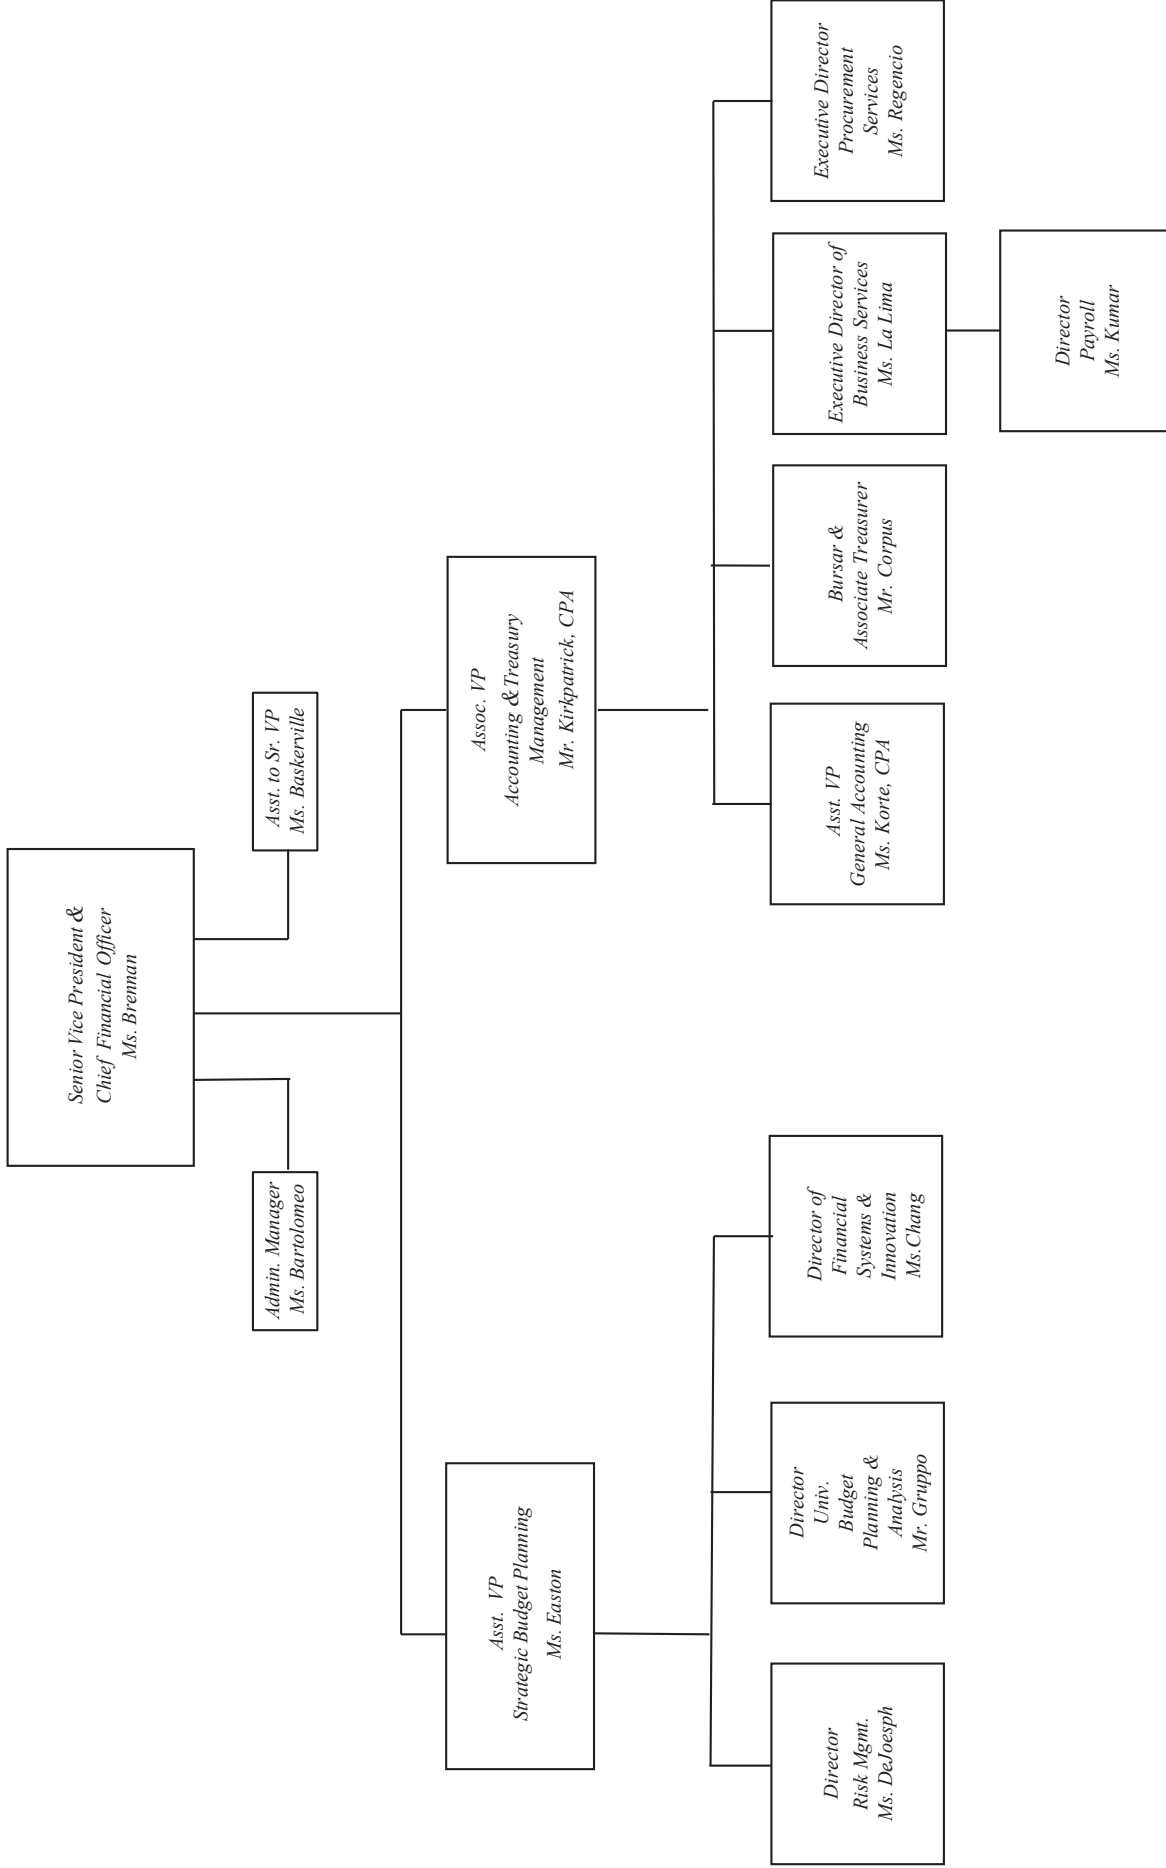 Senior Vice President &
Chief Financial Officer
Ms. Brennan
Admin. Manager
Ms. Bartolomeo
Asst. to Sr. VP
Ms. Baskerville
Asst. VP
Strategic Budget Planning
Ms. Easton
Assoc. VP
Accounting &Treasury
Management
Mr. Kirkpatrick, CPA
Director
Risk Mgmt.
Ms. DeJoesph
Director
Univ.
Budget
Planning &
Analysis
Mr. Gruppo
Director of
Financial
Systems &
Innovation
Ms.Chang
Asst. VP
General Accounting
Ms. Korte, CPA
Bursar &
Associate Treasurer
Mr. Corpus
Executive Director of
Business Services
Ms. La Lima
Executive Director
Procurement
Services
Ms. Regencio
Director
Payroll
Ms. Kumar